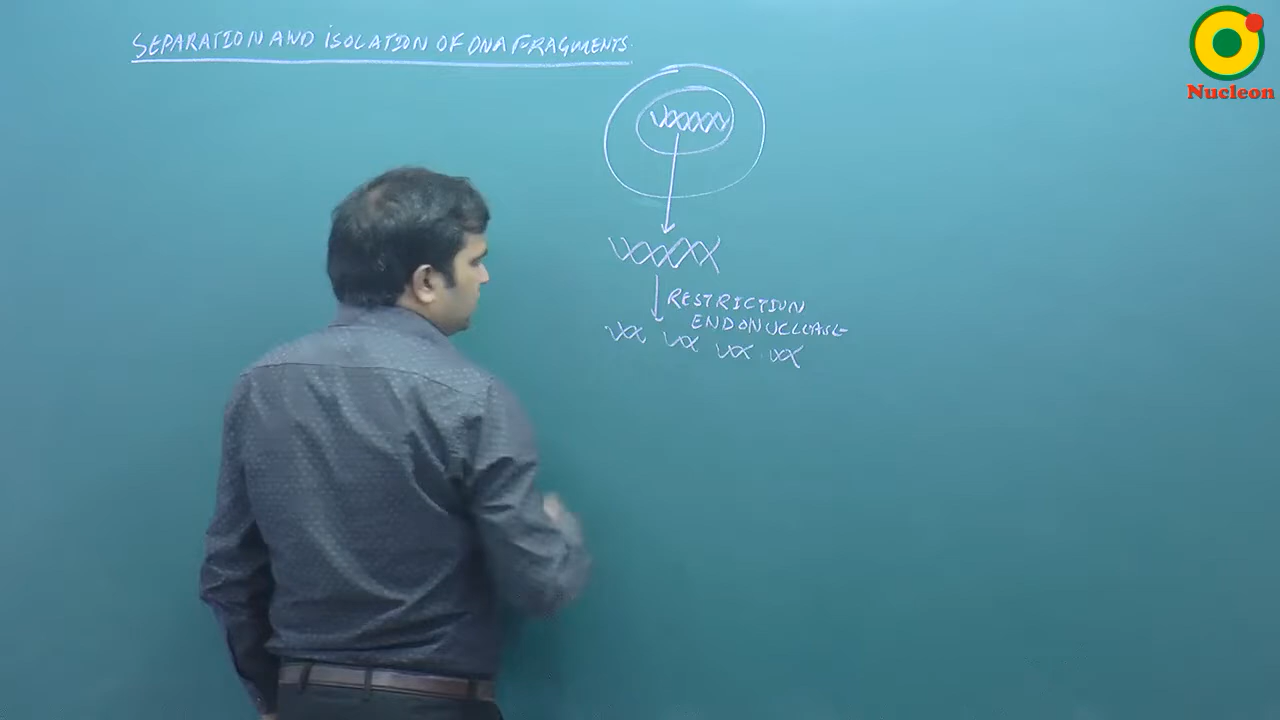 SEPARATION AND ISOLATION OF DNA FRAGMENTS.
Nucleon
RESTRICTION
ENDONUCLEASE